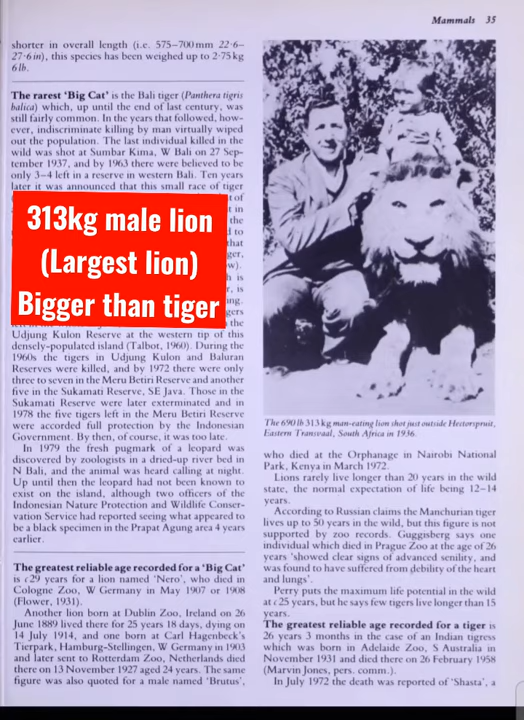 Mammals 35
shorter in overall length (i.e. 575–700 mm 22·6–
27·6 in), this species has been weighed up to 2·75 kg
6 lb.
The rarest 'Big Cat' is the Bali tiger (Panthera tigris
balica) which, up until the end of last century, was
still fairly common. In the years that followed, how-
ever, indiscriminate killing by man virtually wiped
out the population. The last individual killed in the
wild was shot at Sumbar Kima, W Bali on 27 Sep-
tember 1937, and by 1963 there were believed to be
only 3–4 left in a reserve in western Bali. Ten years
later it was announced that this small race of tiger
313kg male lion
(Largest lion)
Bigger than tiger
Udjung Kulon Reserve at the western tip of this
densely-populated island (Talbot, 1960). During the
1960s the tigers in Udjung Kulon and Baluran
Reserves were killed, and by 1972 there were only
three to seven in the Meru Betiri Reserve and another
five in the Sukamati Reserve, SE Java. Those in the
Sukamati Reserve were later exterminated and in
1978 the five tigers left in the Meru Betiri Reserve
were accorded full protection by the Indonesian
Government. By then, of course, it was too late.
In 1979 the fresh pugmark of a leopard was
discovered by zoologists in a dried-up river bed in
N Bali, and the animal was heard calling at night.
Up until then the leopard had not been known to
exist on the island, although two officers of the
Indonesian Nature Protection and Wildlife Conser-
vation Service had reported seeing what appeared to
be a black specimen in the Prapat Agung area 4 years
earlier.
The greatest reliable age recorded for a 'Big Cat'
is c 29 years for a lion named 'Nero', who died in
Cologne Zoo, W Germany in May 1907 or 1908
(Flower, 1931).
Another lion born at Dublin Zoo, Ireland on 26
June 1889 lived there for 25 years 18 days, dying on
14 July 1914, and one born at Carl Hagenbeck's
Tierpark, Hamburg-Stellingen, W Germany in 1903
and later sent to Rotterdam Zoo, Netherlands died
there on 13 November 1927 aged 24 years. The same
figure was also quoted for a male named 'Brutus',
The 690 lb 313 kg man-eating lion shot just outside Hectorspruit,
Eastern Transvaal, South Africa in 1936.
who died at the Orphanage in Nairobi National
Park, Kenya in March 1972.
Lions rarely live longer than 20 years in the wild
state, the normal expectation of life being 12–14
years.
According to Russian claims the Manchurian tiger
lives up to 50 years in the wild, but this figure is not
supported by zoo records. Guggisberg says one
individual which died in Prague Zoo at the age of 26
years 'showed clear signs of advanced senility, and
was found to have suffered from debility of the heart
and lungs'.
Perry puts the maximum life potential in the wild
at c 25 years, but he says few tigers live longer than 15
years.
The greatest reliable age recorded for a tiger is
26 years 3 months in the case of an Indian tigress
which was born in Adelaide Zoo, S Australia in
November 1931 and died there on 26 February 1958
(Marvin Jones, pers. comm.).
In July 1972 the death was reported of 'Shasta', a